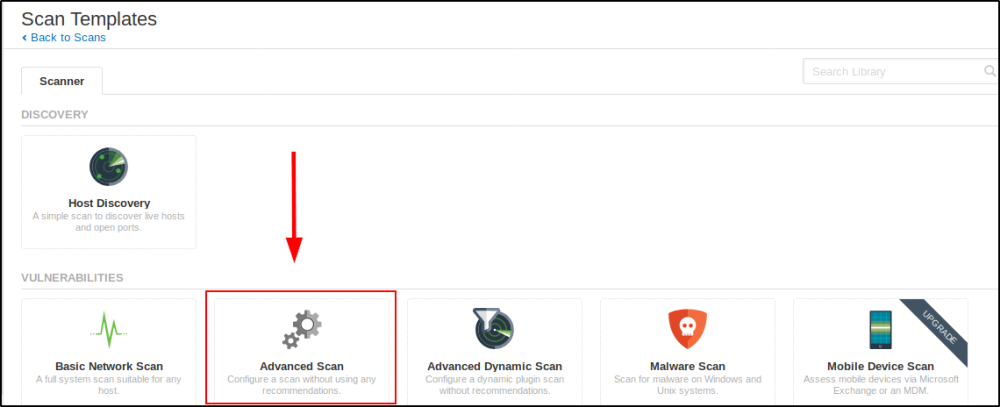 Scan Templates
‹ Back to Scans
Scanner
Search Library
DISCOVERY
Host Discovery
A simple scan to discover live hosts
and open ports.
VULNERABILITIES
Basic Network Scan
A full system scan suitable for any
host.
Advanced Scan
Configure a scan without using any
recommendations.
Advanced Dynamic Scan
Configure a dynamic plugin scan
without recommendations.
Malware Scan
Scan for malware on Windows and
Unix systems.
UPGRADE
Mobile Device Scan
Assess mobile devices via Microsoft
Exchange or an MDM.